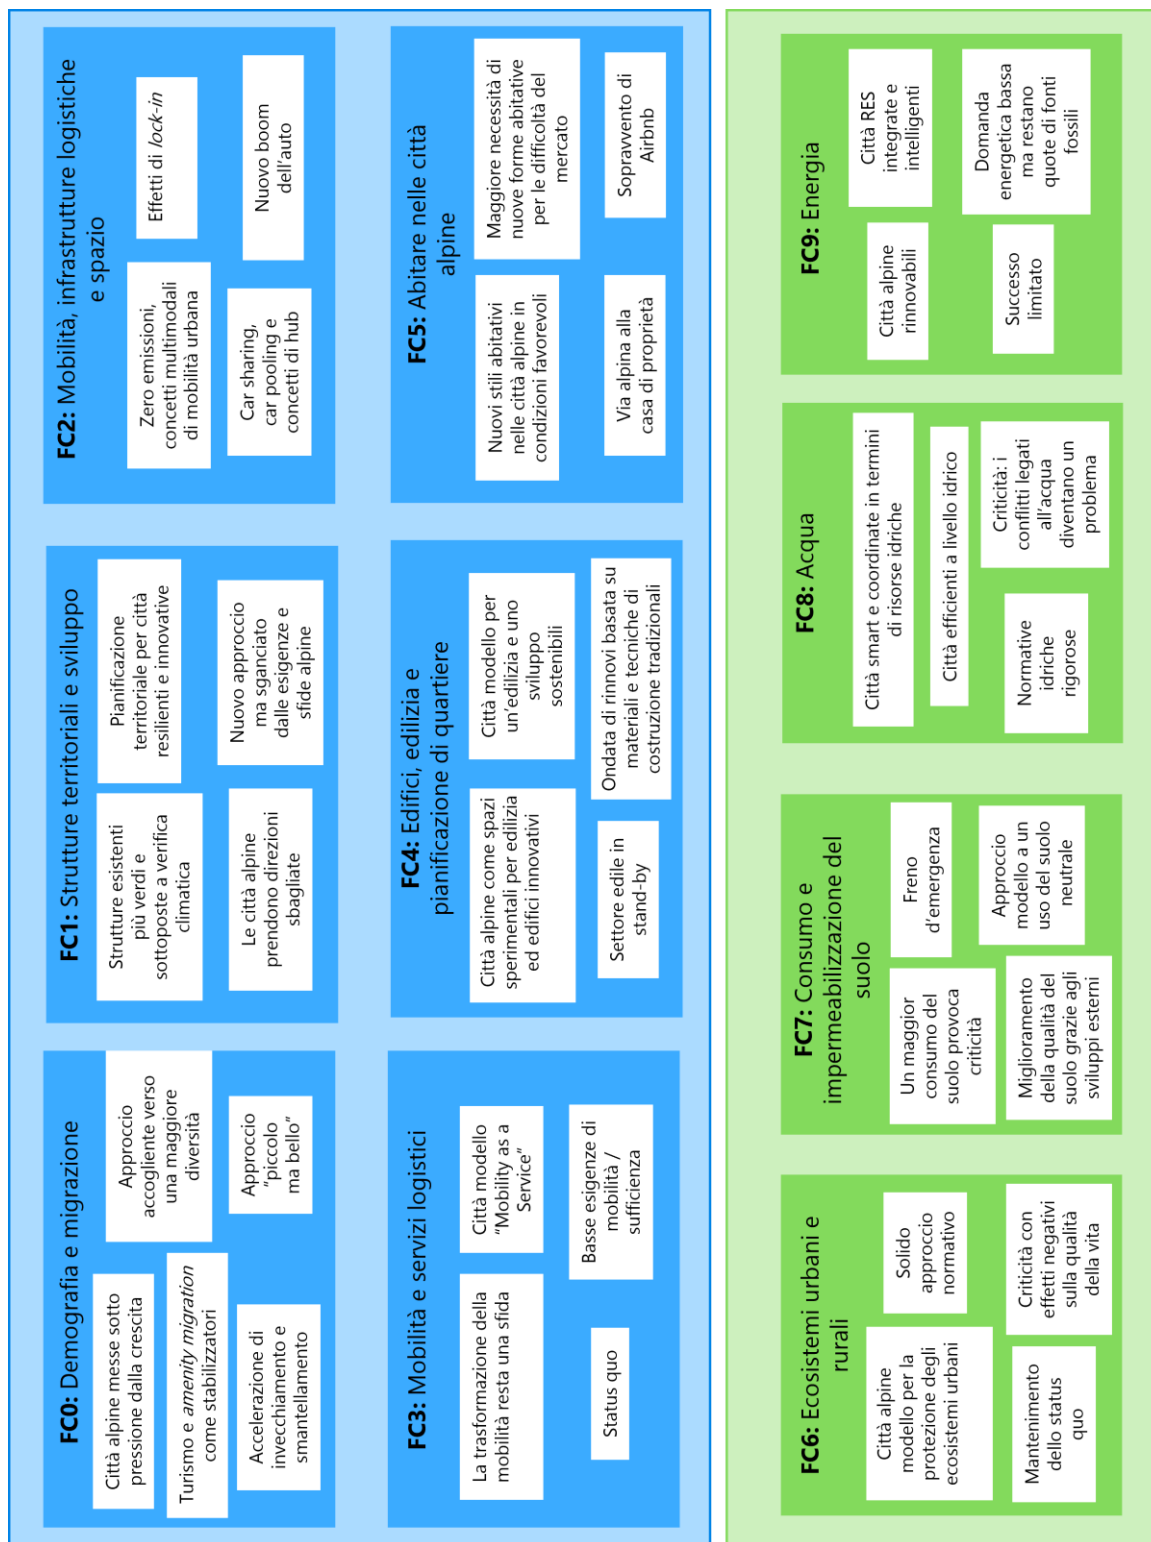 FC0: Demografia e migrazione
Città alpine messe sotto
pressione dalla crescita
Approccio
accogliente verso
una maggiore
diversità
Turismo e amenity migration
come stabilizzatori
Approccio
“piccolo
ma bello”
Accelerazione di
invecchiamento e
smantellamento
FC1: Strutture territoriali e sviluppo
Strutture esistenti
più verdi e
sottoposte a verifica
climatica
Pianificazione
territoriale per città
resilienti e innovative
Le città alpine
prendono direzioni
sbagliate
Nuovo approccio
ma sganciato
dalle esigenze e
sfide alpine
FC2: Mobilità, infrastrutture logistiche
e spazio
Zero emissioni,
concetti multimodali
di mobilità urbana
Effetti di lock-in
Car sharing,
car pooling e
concetti di hub
Nuovo boom
dell’auto
FC3: Mobilità e servizi logistici
La trasformazione della
mobilità resta una sfida
Città modello
“Mobility as a
Service”
Status quo
Basse esigenze di
mobilità /
sufficienza
FC4: Edifici, edilizia e
pianificazione di quartiere
Città alpine come spazi
sperimentali per edilizia
ed edifici innovativi
Città modello per
un’edilizia e uno
sviluppo
sostenibili
Settore edile in
stand-by
Ondata di rinnovi basata su
materiali e tecniche di
costruzione tradizionali
FC5: Abitare nelle città
alpine
Nuovi stili abitativi
nelle città alpine in
condizioni favorevoli
Maggiore necessità di
nuove forme abitative
per le difficoltà del
mercato
Via alpina alla
casa di proprietà
Sopravvento di
Airbnb
FC6: Ecosistemi urbani e
rurali
Città alpine
modello per la
protezione degli
ecosistemi urbani
Solido
approccio
normativo
Mantenimento
dello status
quo
Criticità con
effetti negativi
sulla qualità
della vita
FC7: Consumo e
impermeabilizzazione del
suolo
Un maggior
consumo del
suolo provoca
criticità
Freno
d’emergenza
Miglioramento
della qualità del
suolo grazie agli
sviluppi esterni
Approccio
modello a un
uso del suolo
neutrale
FC8: Acqua
Città smart e coordinate in termini
di risorse idriche
Città efficienti a livello idrico
Normative
idriche
rigorose
Criticità: i
conflitti legati
all’acqua
diventano un
problema
FC9: Energia
Città alpine
rinnovabili
Città RES
integrate e
intelligenti
Successo
limitato
Domanda
energetica bassa
ma restano
quote di fonti
fossili